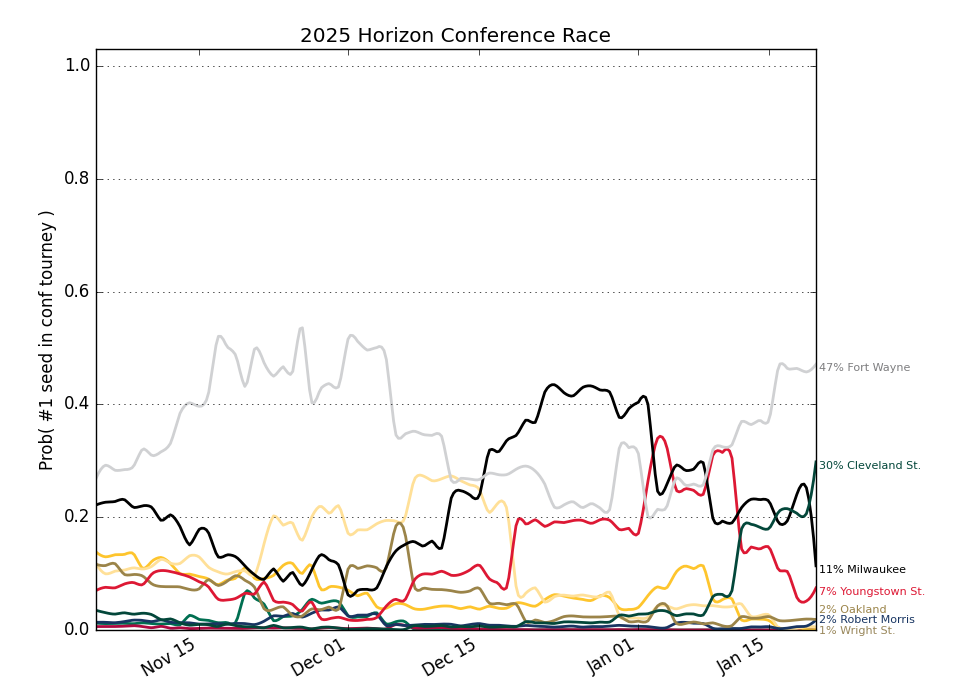 2025 Horizon Conference Race
Prob( #1 seed in conf tourney )
1.0
0.8
0.6
0.4
0.2
0.0
Nov 15
Dec 01
Dec 15
Jan 01
Jan 15
47% Fort Wayne
30% Cleveland St.
11% Milwaukee
7% Youngstown St.
2% Oakland
2% Robert Morris
1% Wright St.